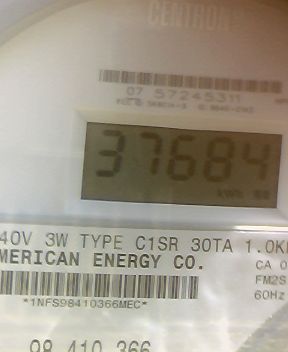 CENTRON
07 57245311
37684
kWh
40V 3W TYPE C1SR 30TA 1.0K
MERICAN ENERGY CO.
CA 0
FM2S
*1NFS98410366MEC*
60Hz
98 410 366